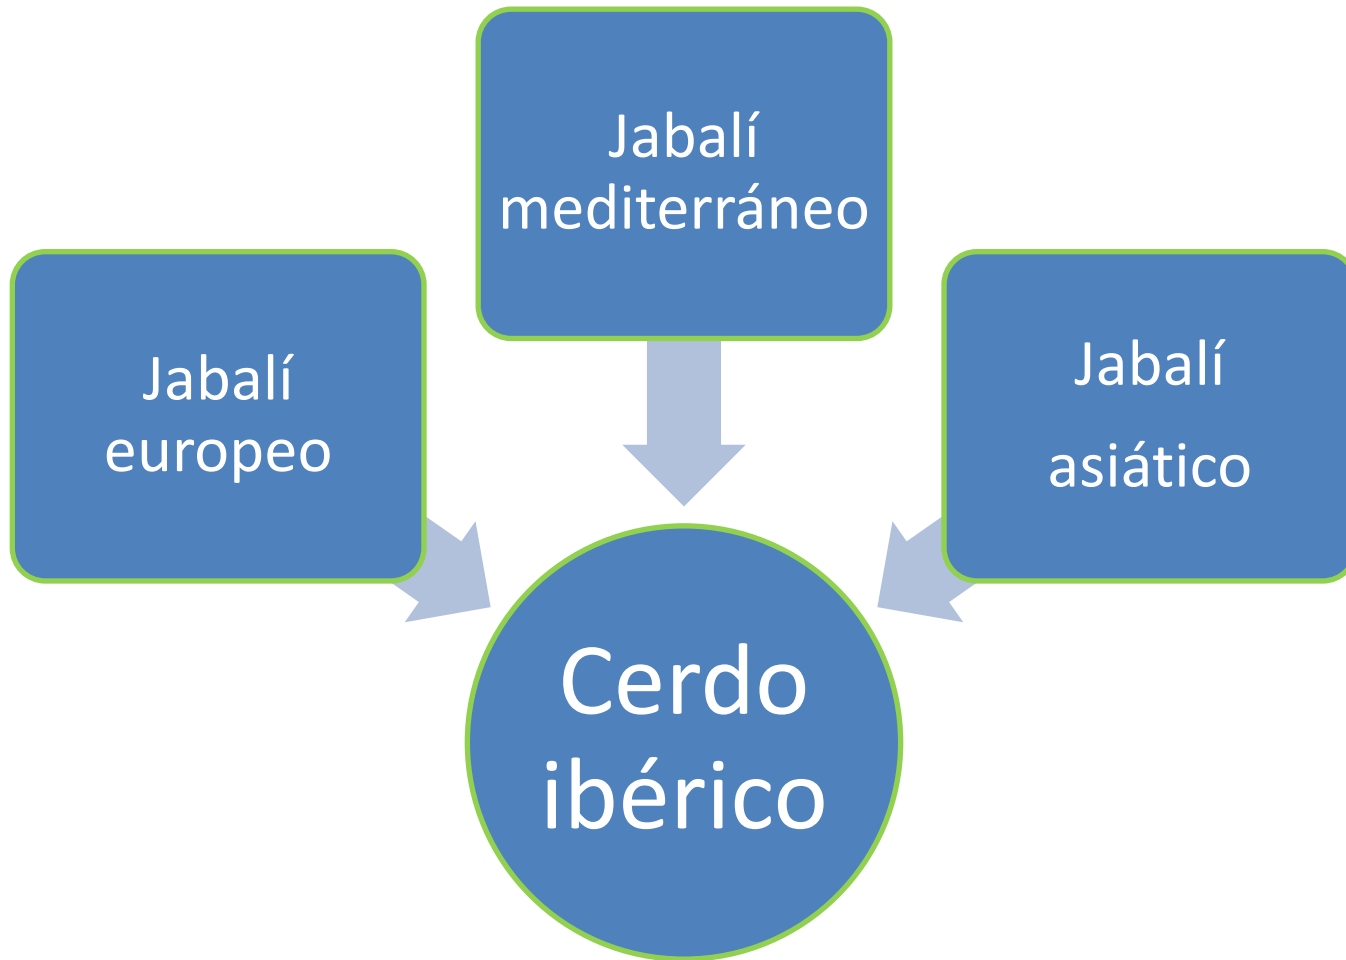 Jabalí
mediterráneo
Jabalí
europeo
Jabalí
asiático
Cerdo
ibérico